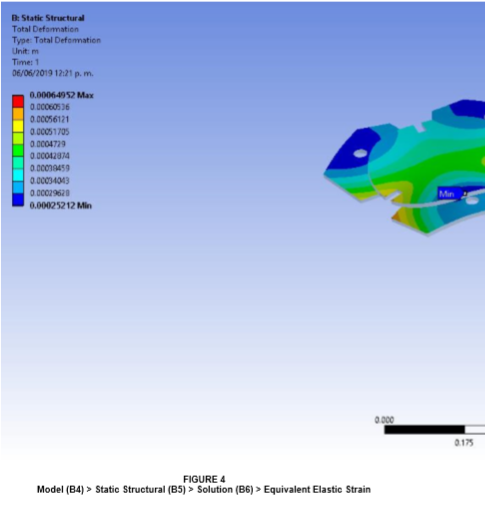 B: Static Structural
Total Deformation
Type: Total Deformation
Unit: m
Time: 1
06/06/2019 12:21 p. m.
0.00064952 Max
0.00060536
0.00056121
0.00051705
0.0004729
0.00042874
0.00038459
0.00034043
0.00029628
0.00025212 Min
Min
0.000
0.175
FIGURE 4
Model (B4) > Static Structural (B5) > Solution (B6) > Equivalent Elastic Strain